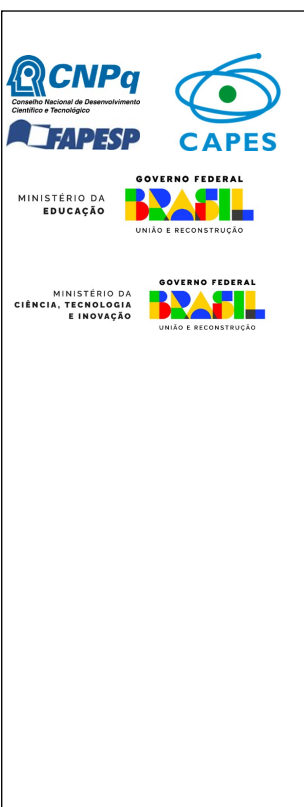 CNPq
Conselho Nacional de Desenvolvimento
Científico e Tecnológico
FAPESP
CAPES
MINISTÉRIO DA
EDUCAÇÃO
GOVERNO FEDERAL
BRASIL
UNIÃO E RECONSTRUÇÃO
MINISTÉRIO DA
CIÊNCIA, TECNOLOGIA
E INOVAÇÃO
GOVERNO FEDERAL
BRASIL
UNIÃO E RECONSTRUÇÃO